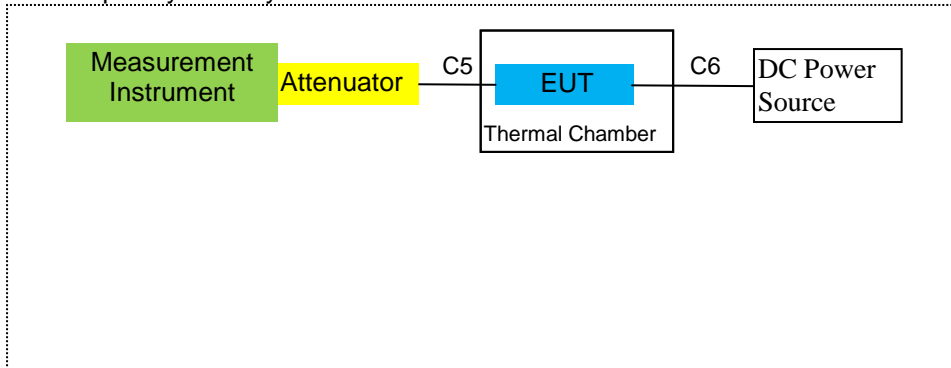 Measurement
Instrument
Attenuator
C5
EUT
Thermal Chamber
C6
DC Power
Source